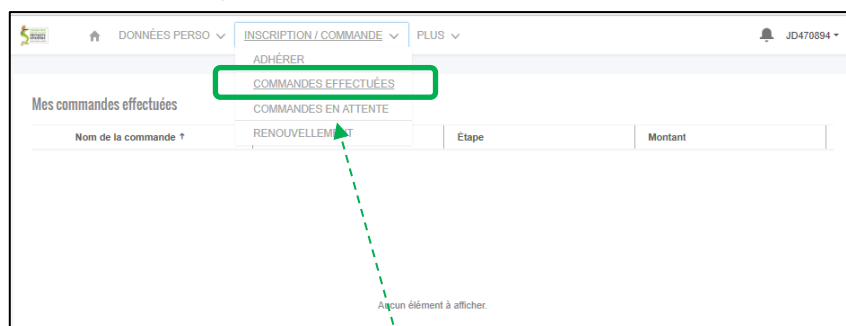 DONNÉES PERSO INSCRIPTION / COMMANDE PLUS JD470894
ADHÉRER
COMMANDES EFFECTUÉES
Mes commandes effectuées
COMMANDES EN ATTENTE
RENOUVELLEMENT
Nom de la commande ↑ Étape Montant
Aucun élément à afficher.